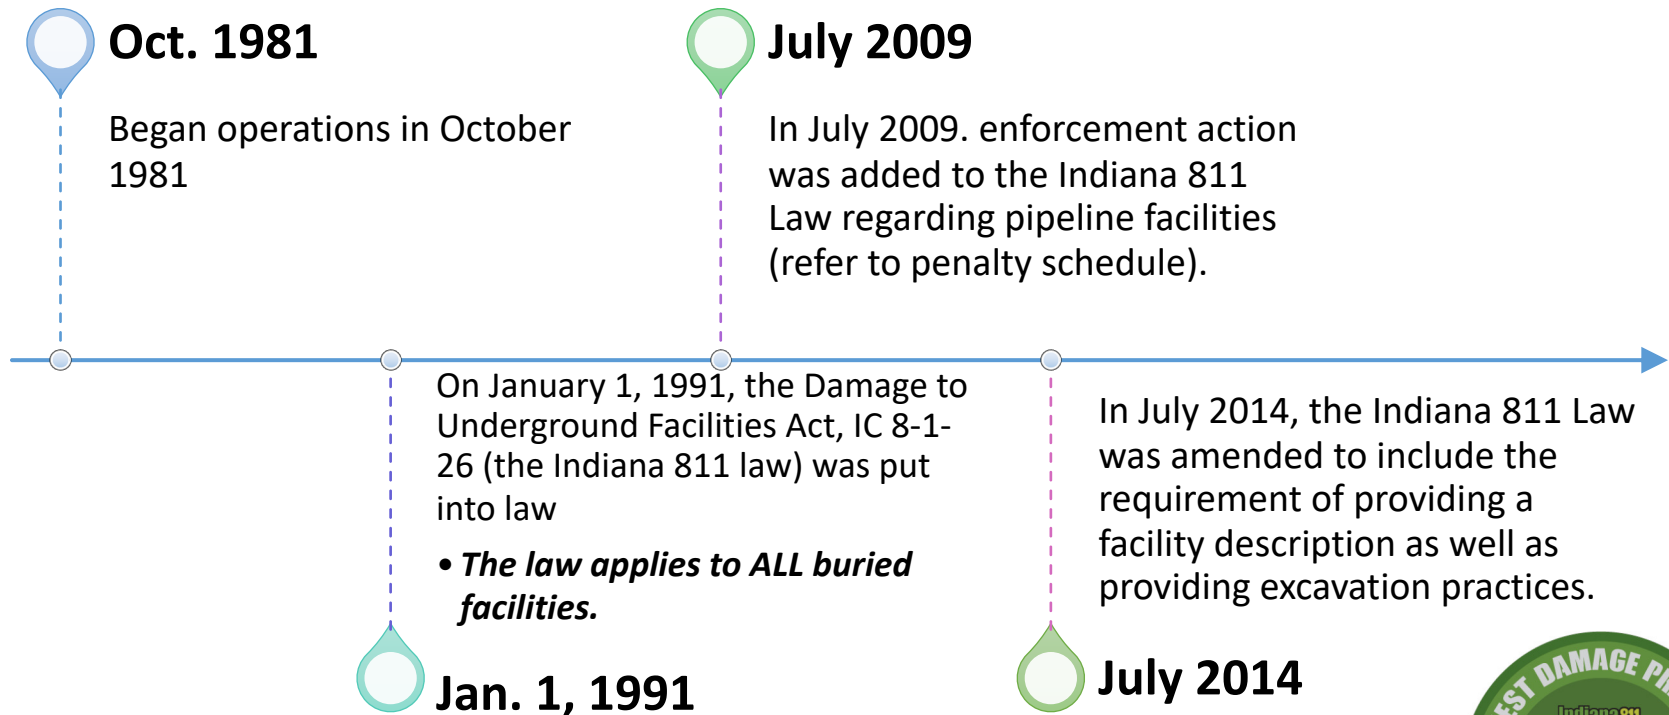 Oct. 1981
Began operations in October
1981
July 2009
In July 2009. enforcement action
was added to the Indiana 811
Law regarding pipeline facilities
(refer to penalty schedule).
On January 1, 1991, the Damage to
Underground Facilities Act, IC 8-1-
26 (the Indiana 811 law) was put
into law
• The law applies to ALL buried
facilities.
Jan. 1, 1991
In July 2014, the Indiana 811 Law
was amended to include the
requirement of providing a
facility description as well as
providing excavation practices.
July 2014
DAMAGE
Indiana811